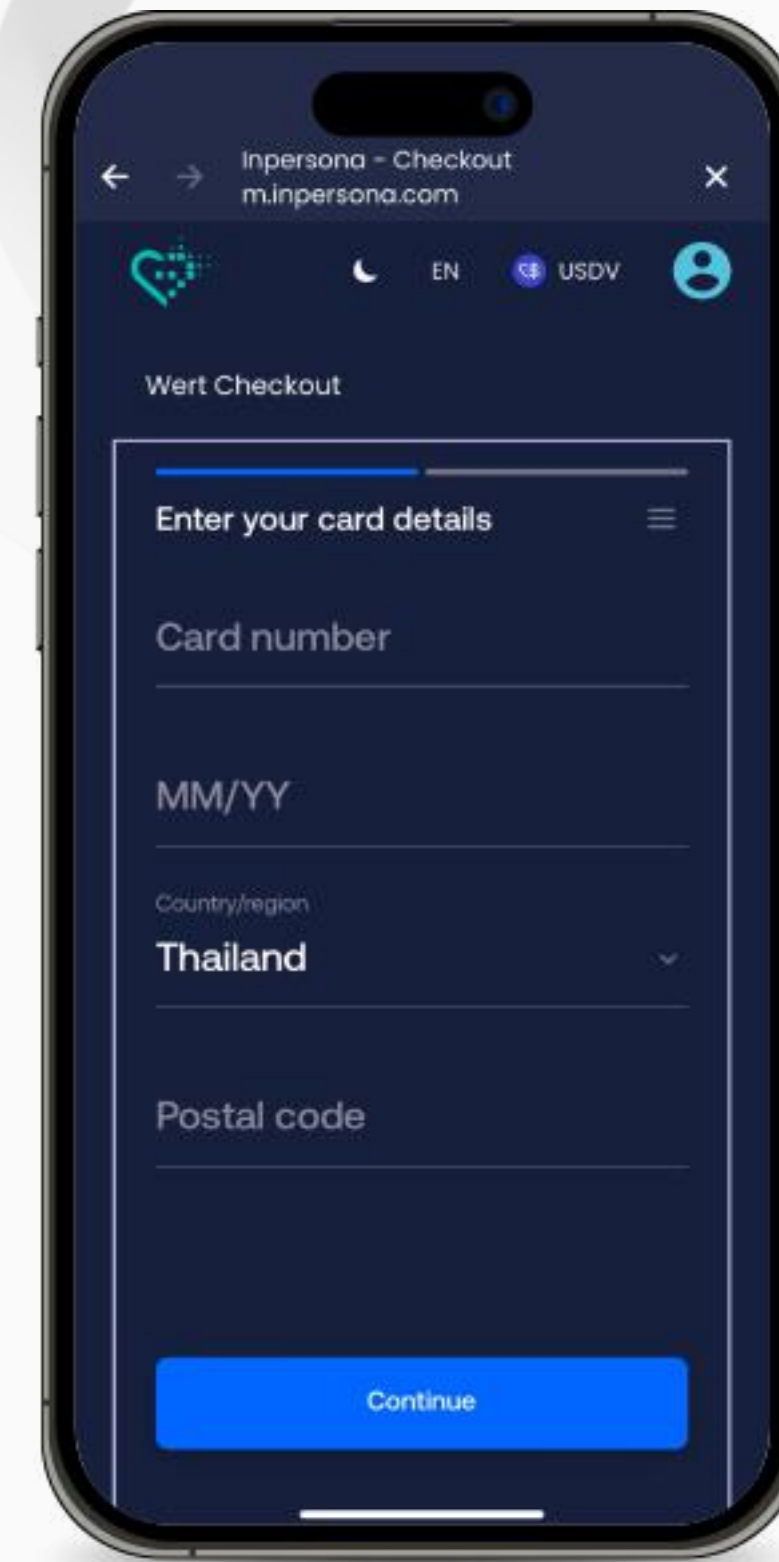 Inpersona - Checkout
m.inpersona.com
EN
USDV
Wert Checkout
Enter your card details
Card number
MM/YY
Country/region
Thailand
Postal code
Continue